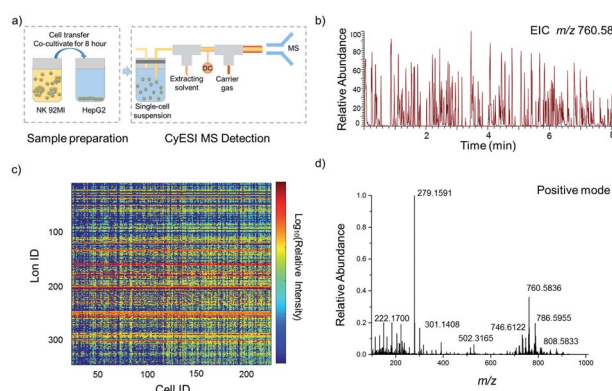 a)
Cell transfer
Co-cultivate for 8 hour
NK 92MI
HepG2
Sample preparation
DC
MS
Extracting
solvent
Carrier
gas
Single-cell
suspension
CyESI MS Detection
b)
EIC m/z 760.58
Relative Abundance
100
80
60
40
20
0
2
4
6
8
Time (min)
c)
Lon ID
100
200
300
50
100
150
200
Cell ID
Log₁₀(Relative Intensity)
d)
Positive mode
Relative Abundance
1.0
0.8
0.6
0.4
0.2
0.0
279.1591
760.5836
222.1700
301.1408
502.3165
746.6122
786.5955
808.5833
200
400
600
800
1000
m/z